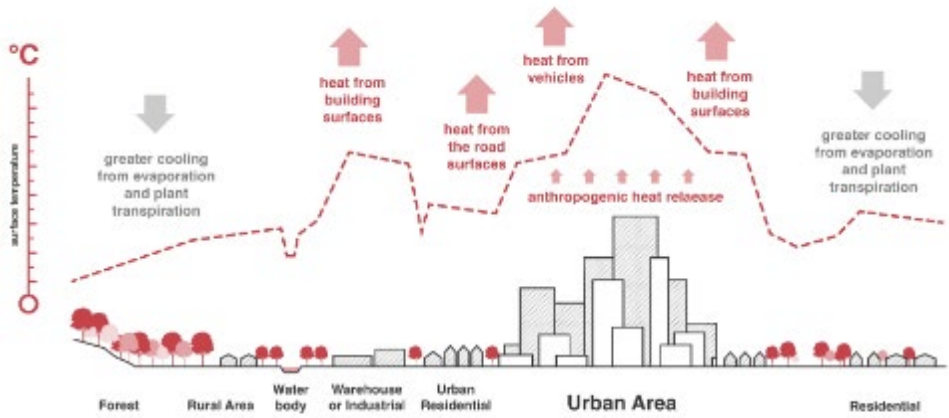 °C
surface temperature
O
greater cooling
from evaporation
and plant
transpiration
heat from
building
surfaces
heat from
the road
surfaces
heat from
vehicles
heat from
building
surfaces
anthropogenic heat relaease
greater cooling
from evaporation
and plant
transpiration
Forest
Rural Area
Water
body
Warehouse
or Industrial
Urban
Residential
Urban Area
Residential